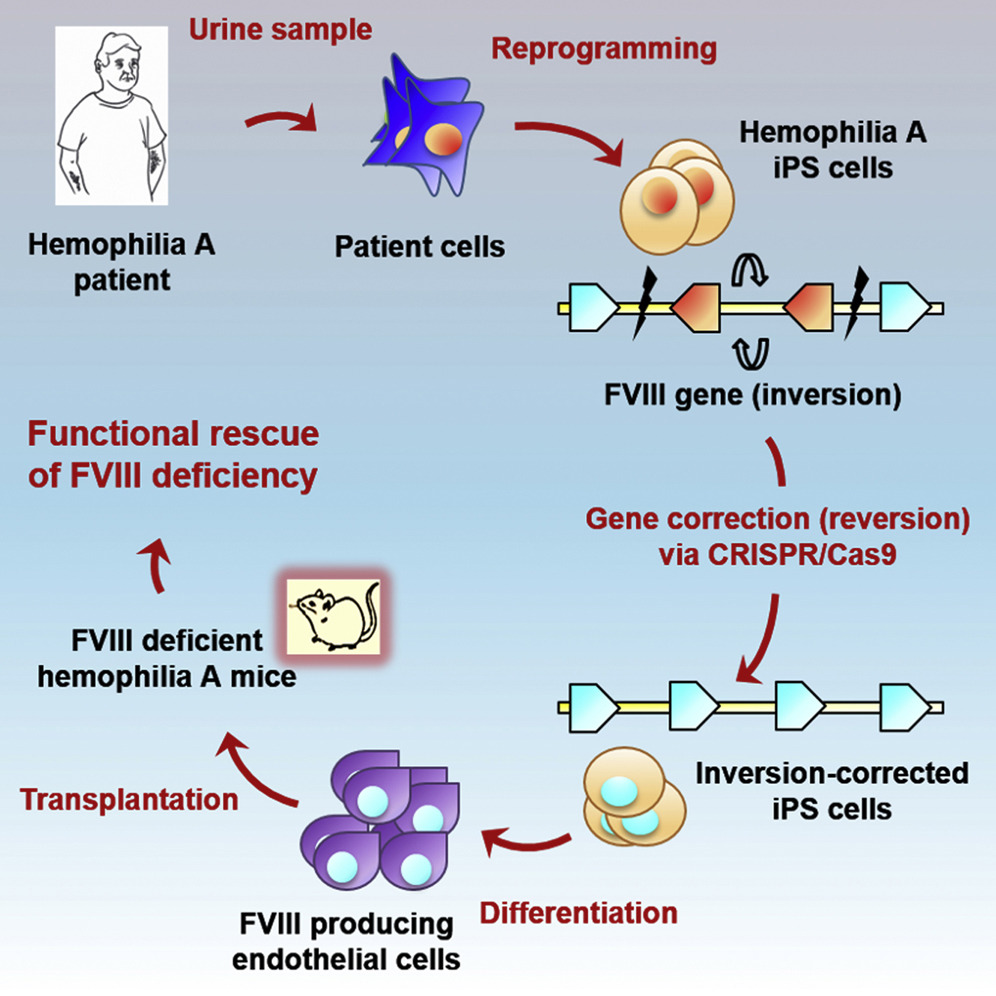 Urine sample
Reprogramming
Hemophilia A
patient
Patient cells
Hemophilia A
iPS cells
FVIII gene (inversion)
Gene correction (reversion)
via CRISPR/Cas9
Inversion-corrected
iPS cells
Differentiation
FVIII producing
endothelial cells
Transplantation
FVIII deficient
hemophilia A mice
Functional rescue
of FVIII deficiency